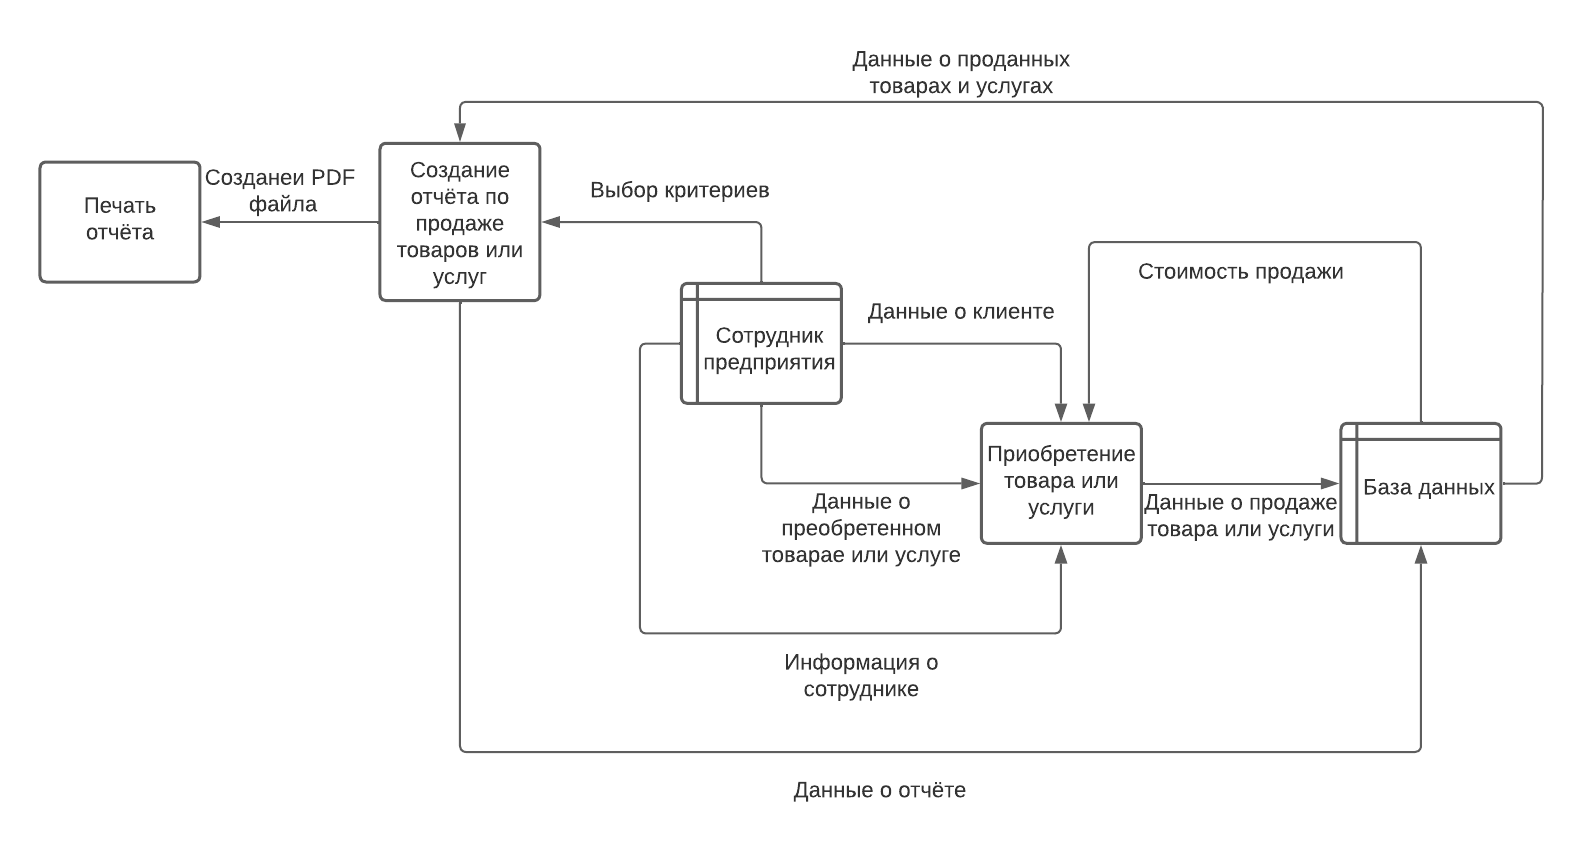 Данные о проданных
товарах и услугах
Печать
отчёта
Созданеи PDF
файла
Создание
отчёта по
продаже
товаров или
услуг
Выбор критериев
Сотрудник
предприятия
Данные о клиенте
Стоимость продажи
Данные о
преобретенном
товарае или услуге
Приобретение
товара или
услуги
Данные о продаже
товара или услуги
База данных
Информация о
сотруднике
Данные о отчёте